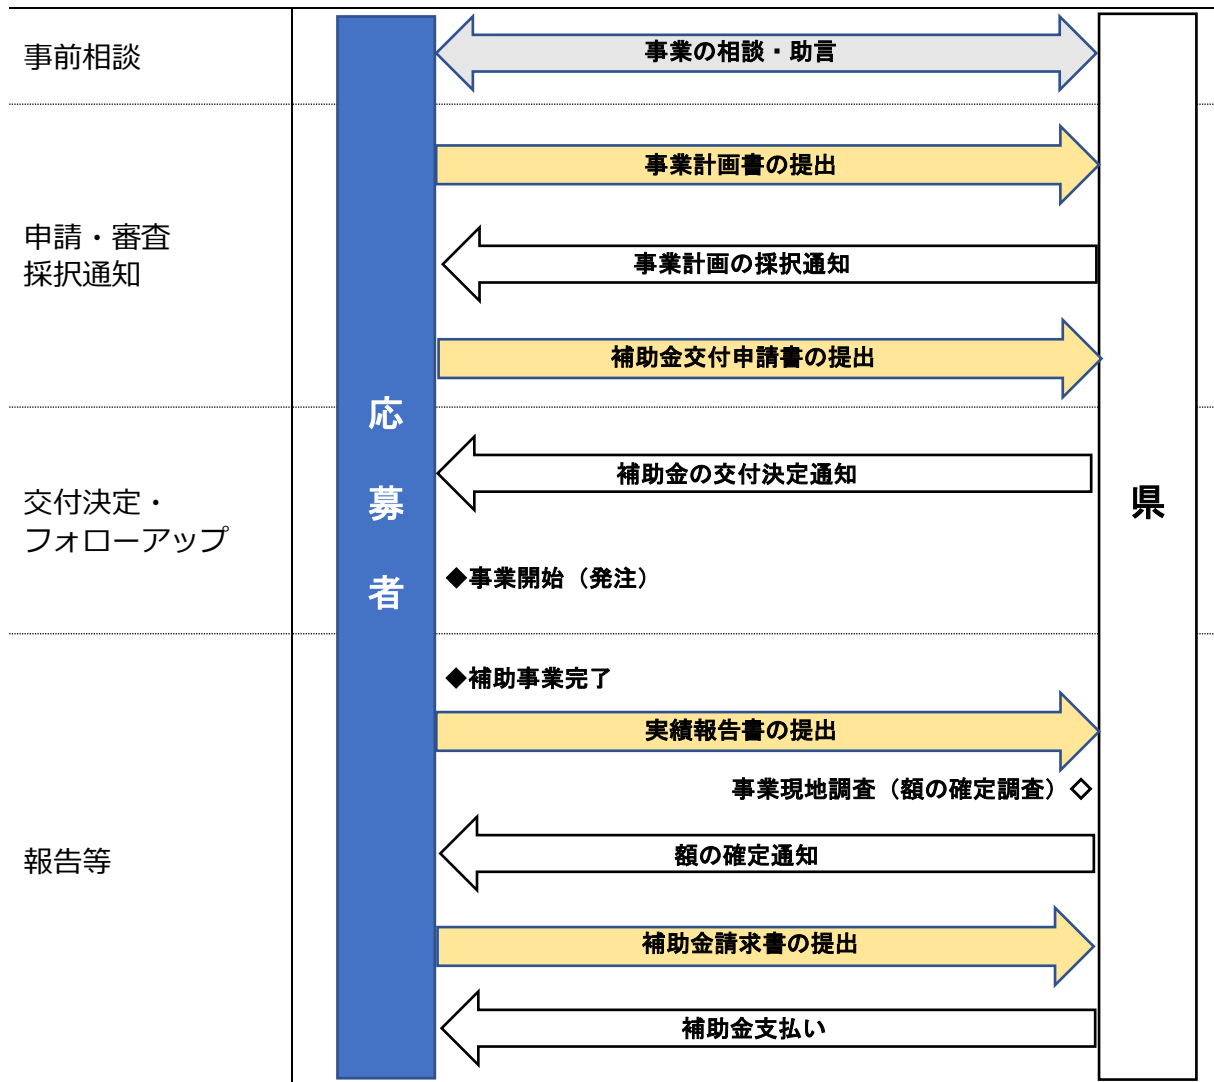 事前相談
事業の相談・助言
申請・審査
採択通知
事業計画書の提出
事業計画の採択通知
補助金交付申請書の提出
交付決定・
フォローアップ
補助金の交付決定通知
◆事業開始（発注）
応
募
者
県
報告等
◆補助事業完了
実績報告書の提出
事業現地調査（額の確定調査）◇
額の確定通知
補助金請求書の提出
補助金支払い